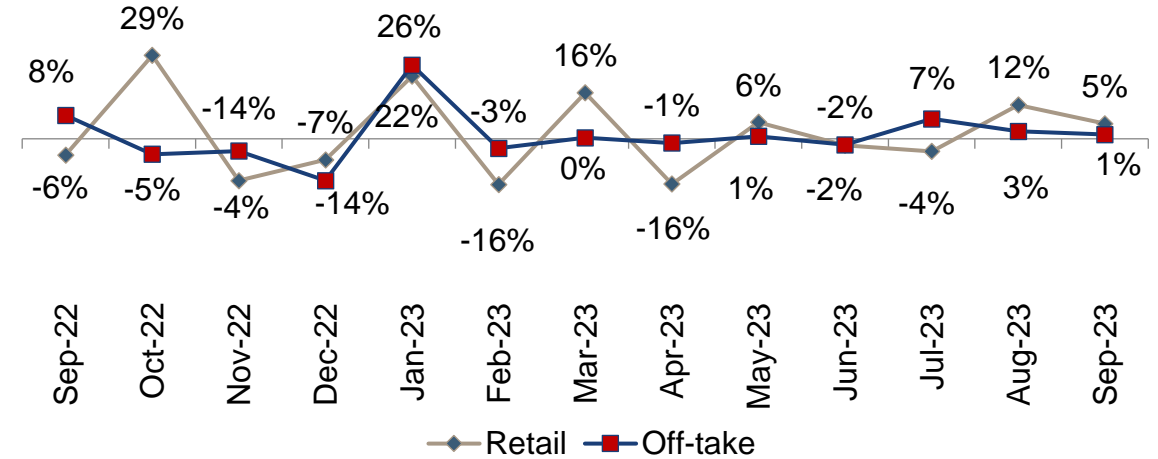 29%
26%
16%
8%
7%
12%
6%
5%
-14%
-3%
-1%
-2%
-7%
22%
0%
1%
-6%
-5%
-4%
-14%
1%
-2%
-4%
3%
-16%
-16%
Sep-22
Oct-22
Nov-22
Dec-22
Jan-23
Feb-23
Mar-23
Apr-23
May-23
Jun-23
Jul-23
Aug-23
Sep-23
Retail
Off-take